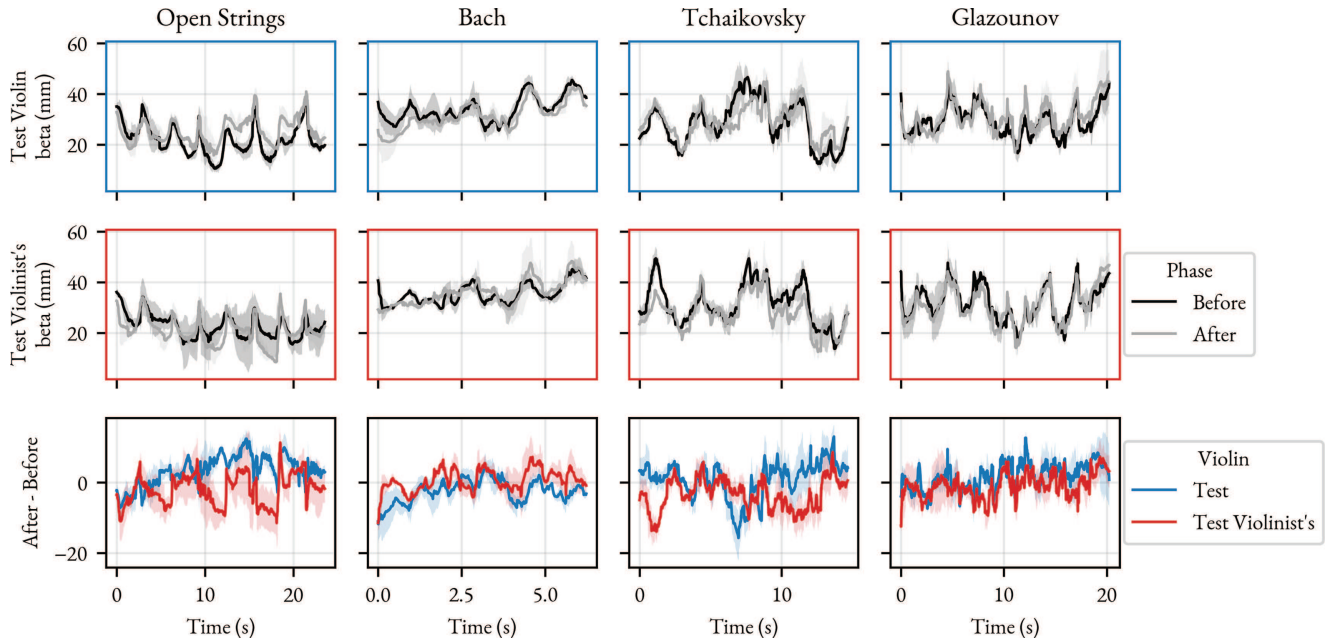 Open Strings
Bach
Tchaikovsky
Glazounov
Test Violin
beta (mm)
60
40
20
Test Violinist's
beta (mm)
60
40
20
Phase
Before
After
After - Before
0
−20
Violin
Test
Test Violinist's
0 10 20
0.0 2.5 5.0
0 10
0 10 20
Time (s)
Time (s)
Time (s)
Time (s)